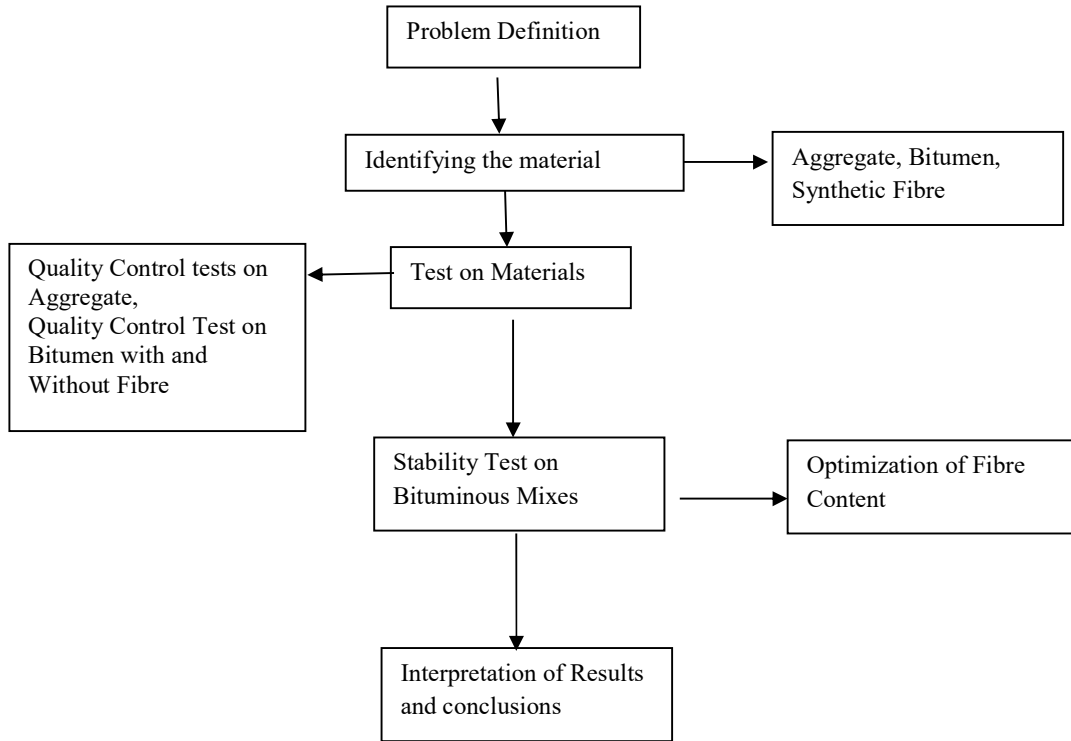 Problem Definition
Identifying the material
Aggregate, Bitumen,
Synthetic Fibre
Quality Control tests on
Aggregate,
Quality Control Test on
Bitumen with and
Without Fibre
Test on Materials
Stability Test on
Bituminous Mixes
Optimization of Fibre
Content
Interpretation of Results
and conclusions